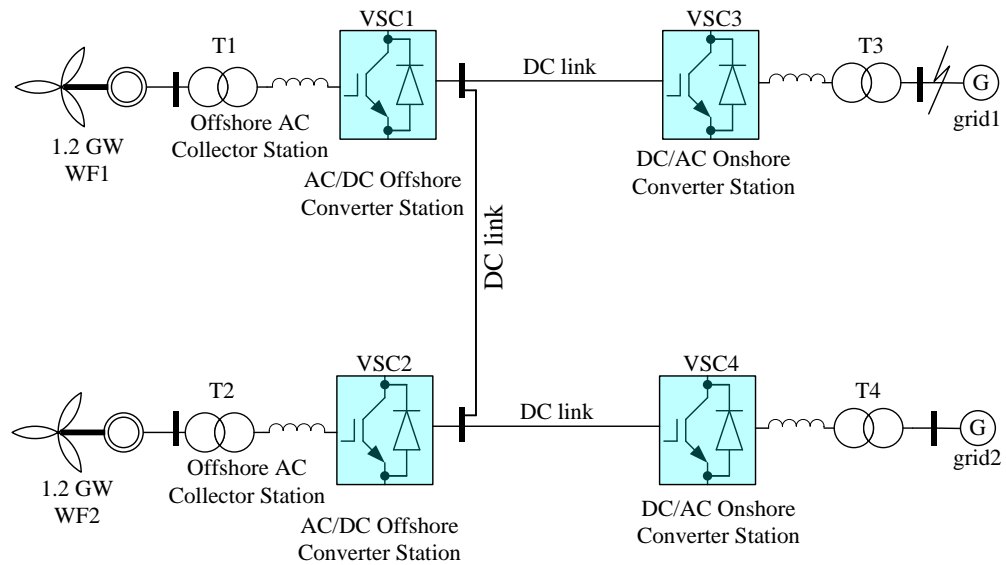 VSC1
VSC3
T1
T3
DC link
G
grid1
Offshore AC
Collector Station
1.2 GW
WF1
AC/DC Offshore
Converter Station
DC/AC Onshore
Converter Station
DC link
VSC2
VSC4
T2
T4
DC link
G
grid2
Offshore AC
Collector Station
1.2 GW
WF2
AC/DC Offshore
Converter Station
DC/AC Onshore
Converter Station